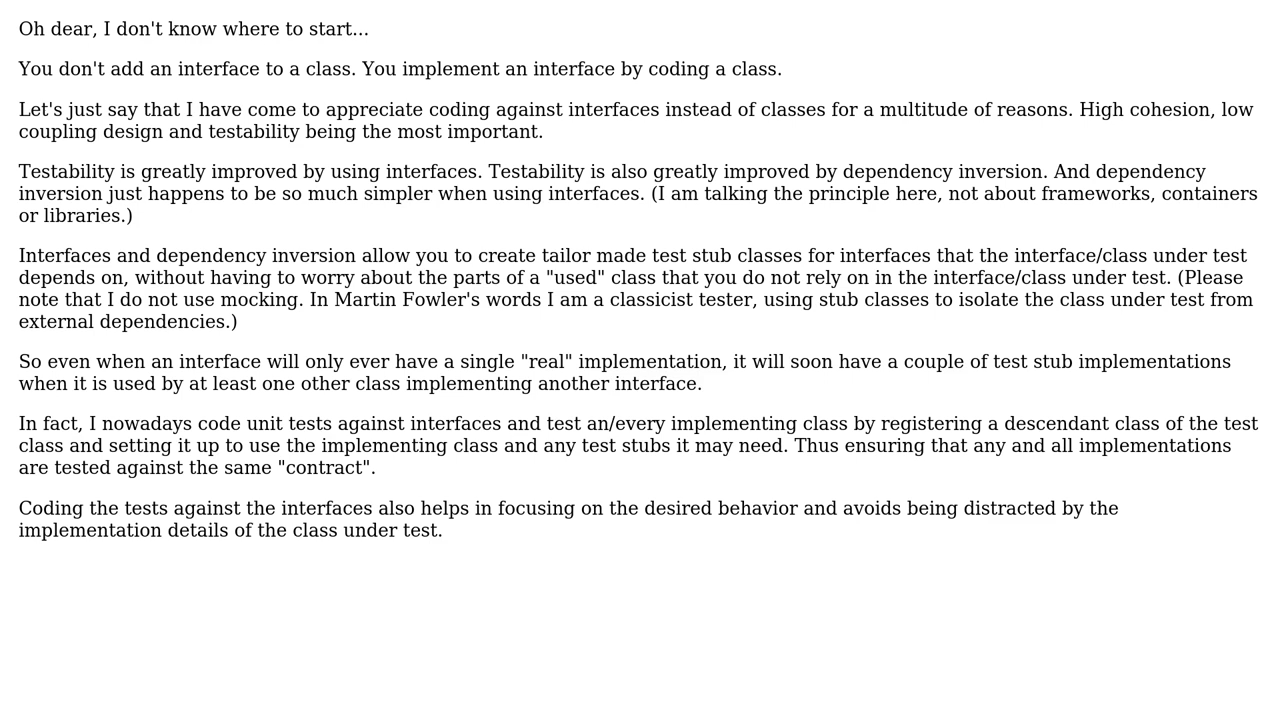 Oh dear, I don't know where to start...
You don't add an interface to a class. You implement an interface by coding a class.
Let's just say that I have come to appreciate coding against interfaces instead of classes for a multitude of reasons. High cohesion, low
coupling design and testability being the most important.
Testability is greatly improved by using interfaces. Testability is also greatly improved by dependency inversion. And dependency
inversion just happens to be so much simpler when using interfaces. (I am talking the principle here, not about frameworks, containers
or libraries.)
Interfaces and dependency inversion allow you to create tailor made test stub classes for interfaces that the interface/class under test
depends on, without having to worry about the parts of a "used" class that you do not rely on in the interface/class under test. (Please
note that I do not use mocking. In Martin Fowler's words I am a classicist tester, using stub classes to isolate the class under test from
external dependencies.)
So even when an interface will only ever have a single "real" implementation, it will soon have a couple of test stub implementations
when it is used by at least one other class implementing another interface.
In fact, I nowadays code unit tests against interfaces and test an/every implementing class by registering a descendant class of the test
class and setting it up to use the implementing class and any test stubs it may need. Thus ensuring that any and all implementations
are tested against the same "contract".
Coding the tests against the interfaces also helps in focusing on the desired behavior and avoids being distracted by the
implementation details of the class under test.